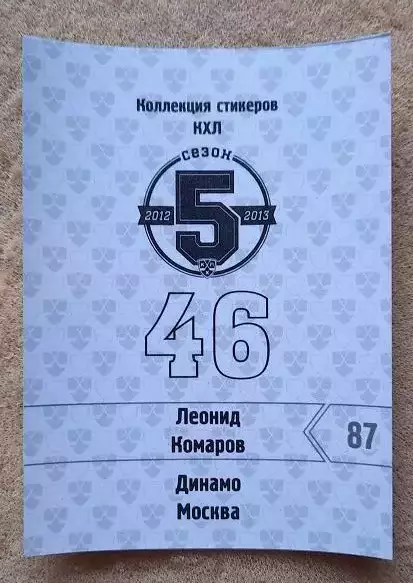 Коллекция стикеров
КХЛ
сезон
2012 5 2013
46
Леонид
Комаров
87
Динамо
Москва